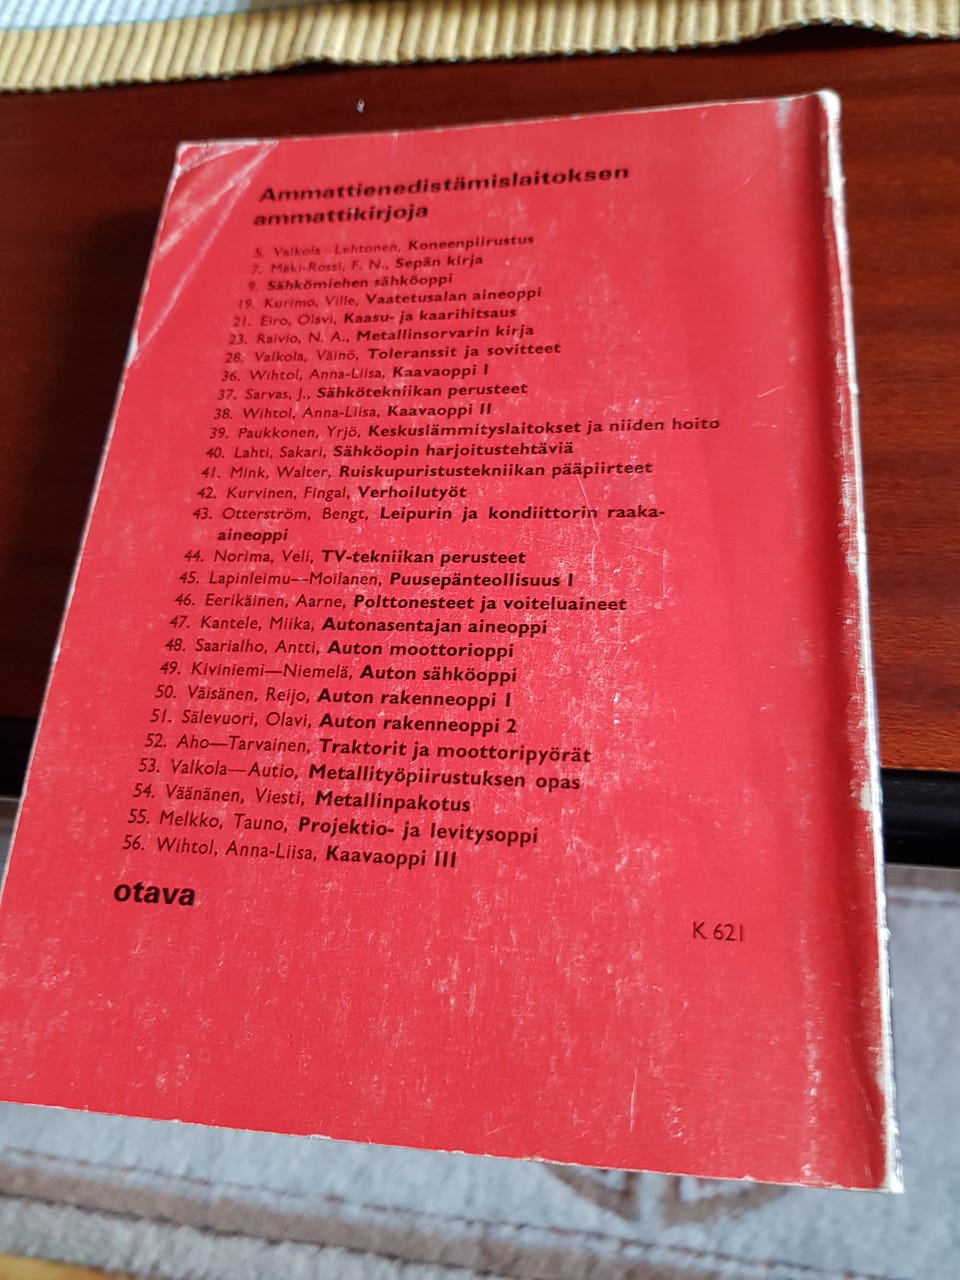 Ammattienedistämislaitoksen
ammattikirjoja
5. Valkola—Lehtonen, Koneenpiirustus
7. Mäki-Rossi, F. N., Sepän kirja
9. Sähkömiehen sähköoppi
19. Kurimo, Ville, Vaatetusalan aineoppi
21. Eiro, Olavi, Kaasu- ja kaarihitsaus
23. Raivio, N. A., Metallinsorvarin kirja
28. Valkola, Väinö, Toleranssit ja sovitteet
36. Wihtol, Anna-Liisa, Kaavaoppi I
37. Sarvas, J., Sähkötekniikan perusteet
38. Wihtol, Anna-Liisa, Kaavaoppi II
39. Paukkonen, Yrjö, Keskuslämmityslaitokset ja niiden hoito
40. Lahti, Sakari, Sähköopin harjoitustehtäviä
41. Mink, Walter, Ruiskupuristustekniikan pääpiirteet
42. Kurvinen, Fingal, Verhoilutyöt
43. Otterström, Bengt, Leipurin ja kondiittorin raaka-
aineoppi
44. Norima, Veli, TV-tekniikan perusteet
45. Lapinleimu—Moilanen, Puusepänteollisuus I
46. Eerikäinen, Aarne, Polttonesteet ja voiteluaineet
47. Kantele, Miika, Autonasentajan aineoppi
48. Saarialho, Antti, Auton moottorioppi
49. Kiviniemi—Niemelä, Auton sähköoppi
50. Väisänen, Reijo, Auton rakenneoppi I
51. Sälevuori, Olavi, Auton rakenneoppi 2
52. Aho—Tarvainen, Traktorit ja moottoripyörät
53. Valkola—Autio, Metallityöpiirustuksen opas
54. Väänänen, Viesti, Metallinpakotus
55. Melkko, Tauno, Projektio- ja levitysoppi
56. Wihtol, Anna-Liisa, Kaavaoppi III
otava
K 621